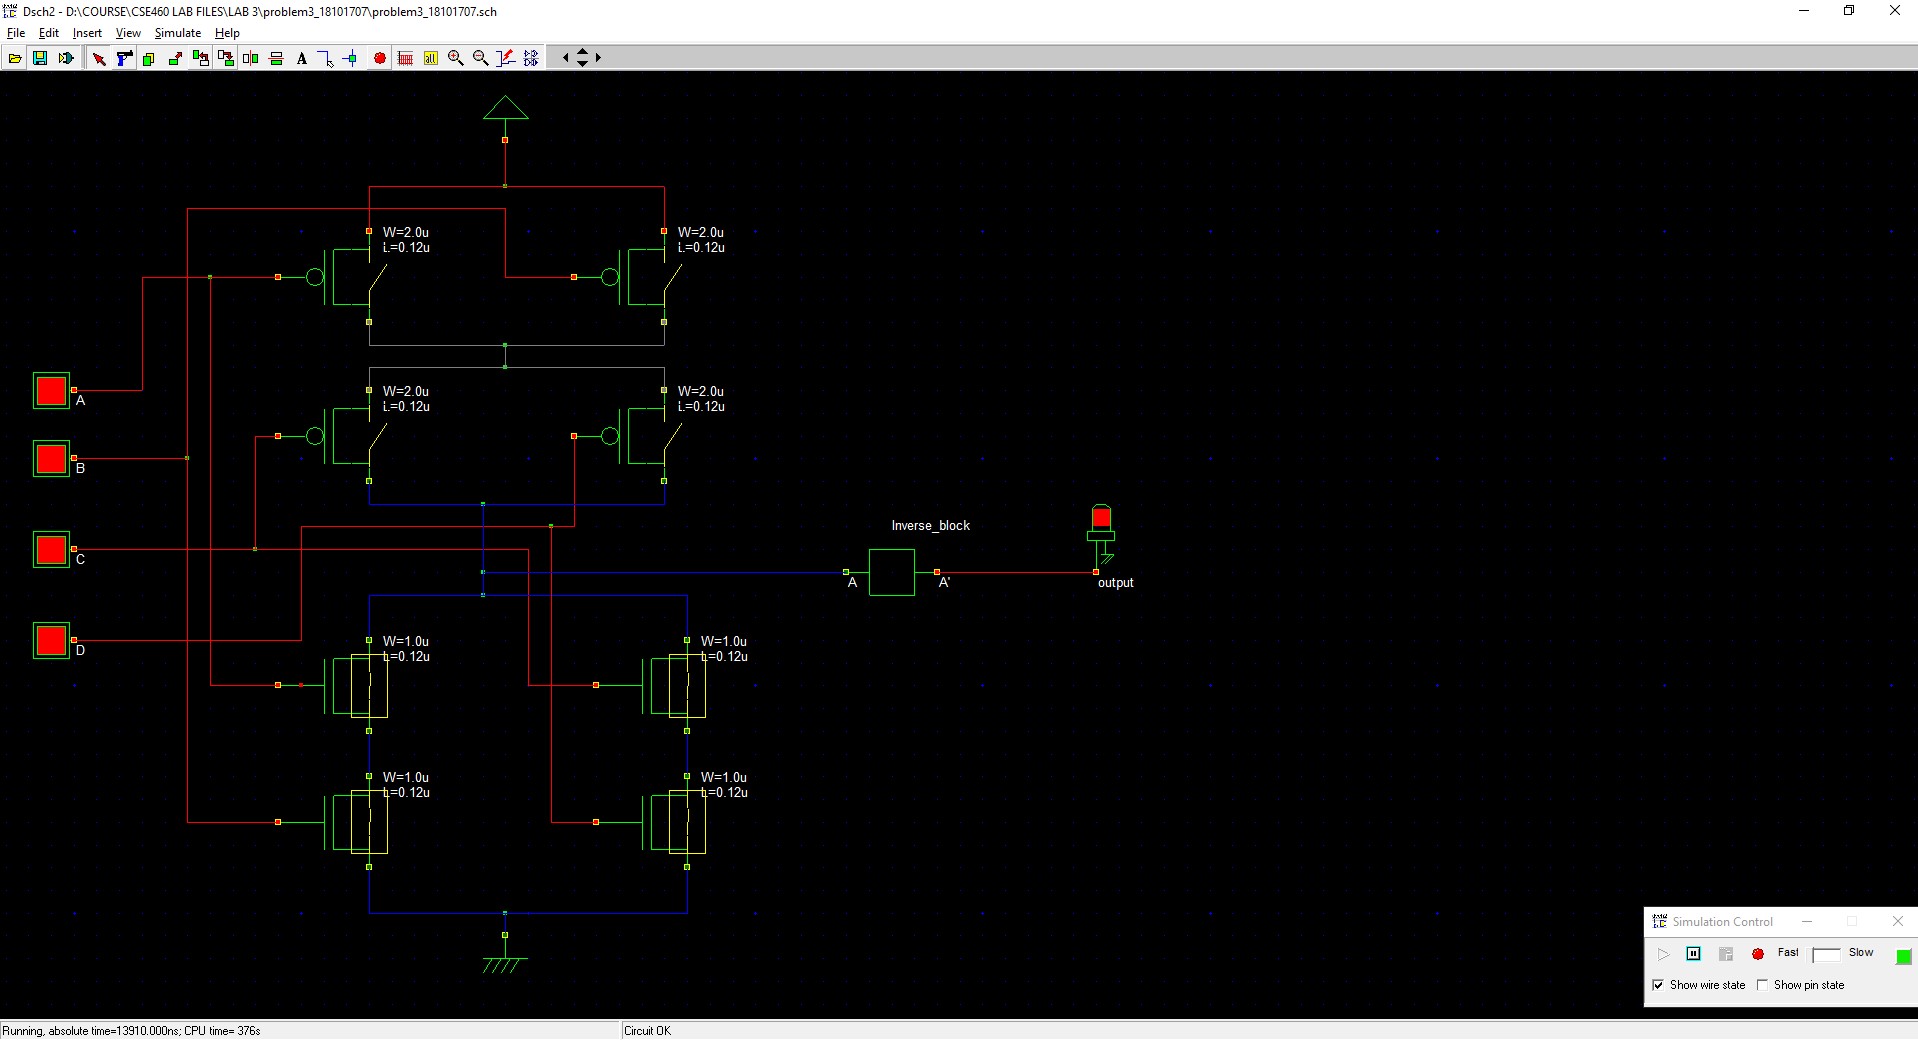 Dsch2 - D:\COURSE\CSE460 LAB FILES\LAB 3\problem3_18101707\problem3_18101707.sch
File Edit Insert View Simulate Help
A all
W=2.0u W=2.0u
L=0.12u L=0.12u
W=2.0u W=2.0u
L=0.12u L=0.12u
A
B
C
D
Inverse_block
A A'
output
W=1.0u W=1.0u
L=0.12u L=0.12u
W=1.0u W=1.0u
L=0.12u L=0.12u
Simulation Control
Fast Slow
Show wire state Show pin state
Running, absolute time=13910.000ns; CPU time= 376s Circuit OK